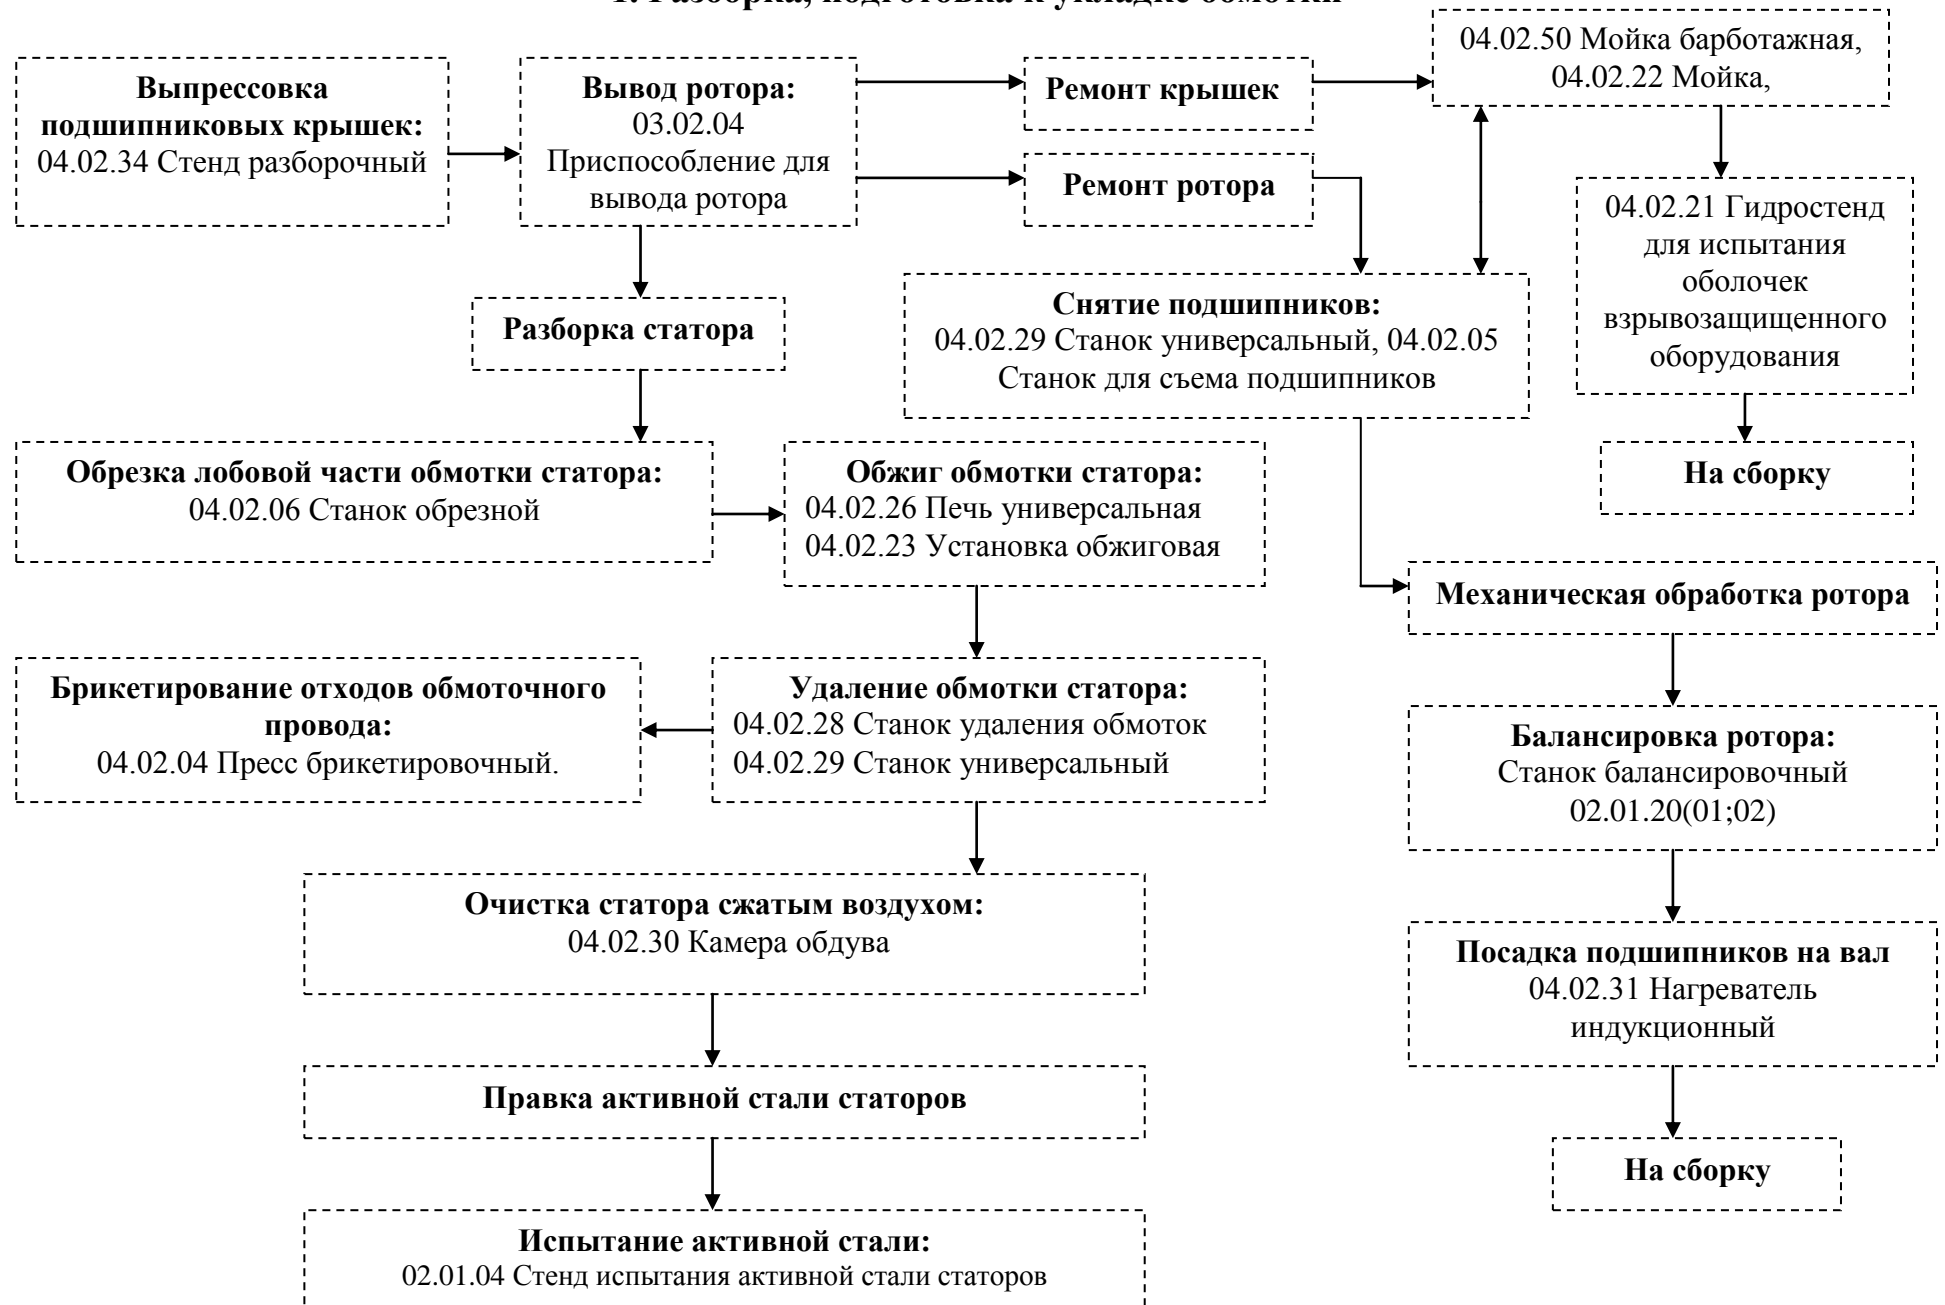 1. Разборка, подготовка к укладке обмотки
Выпрессовка
подшипниковых крышек:
04.02.34 Стенд разборочный
Вывод ротора:
03.02.04
Приспособление для
вывода ротора
Ремонт крышек
04.02.50 Мойка барботажная,
04.02.22 Мойка,
Ремонт ротора
04.02.21 Гидростенд
для испытания
оболочек
взрывозащищенного
оборудования
Разборка статора
Снятие подшипников:
04.02.29 Станок универсальный, 04.02.05
Станок для съема подшипников
На сборку
Обрезка лобовой части обмотки статора:
04.02.06 Станок обрезной
Обжиг обмотки статора:
04.02.26 Печь универсальная
04.02.23 Установка обжиговая
Механическая обработка ротора
Брикетирование отходов обмоточного
провода:
04.02.04 Пресс брикетировочный.
Удаление обмотки статора:
04.02.28 Станок удаления обмоток
04.02.29 Станок универсальный
Балансировка ротора:
Станок балансировочный
02.01.20(01;02)
Очистка статора сжатым воздухом:
04.02.30 Камера обдува
Посадка подшипников на вал
04.02.31 Нагреватель
индукционный
Правка активной стали статоров
На сборку
Испытание активной стали:
02.01.04 Стенд испытания активной стали статоров